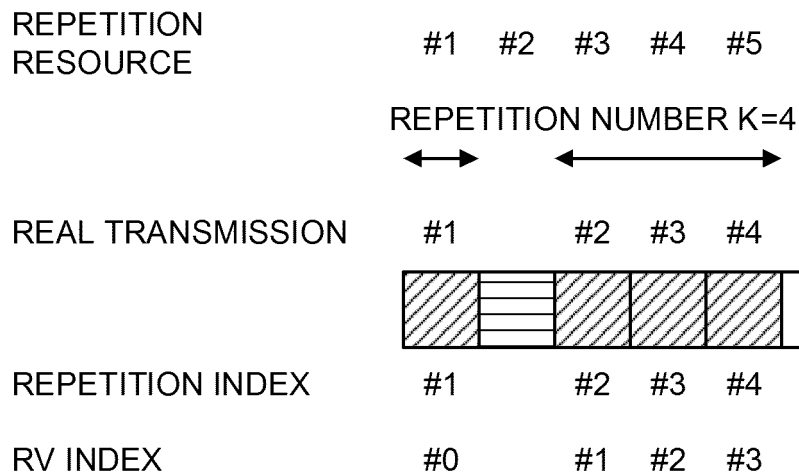 REPETITION
RESOURCE #1 #2 #3 #4 #5
REPETITION NUMBER K=4
REAL TRANSMISSION #1 #2 #3 #4
REPETITION INDEX #1 #2 #3 #4
RV INDEX #0 #1 #2 #3